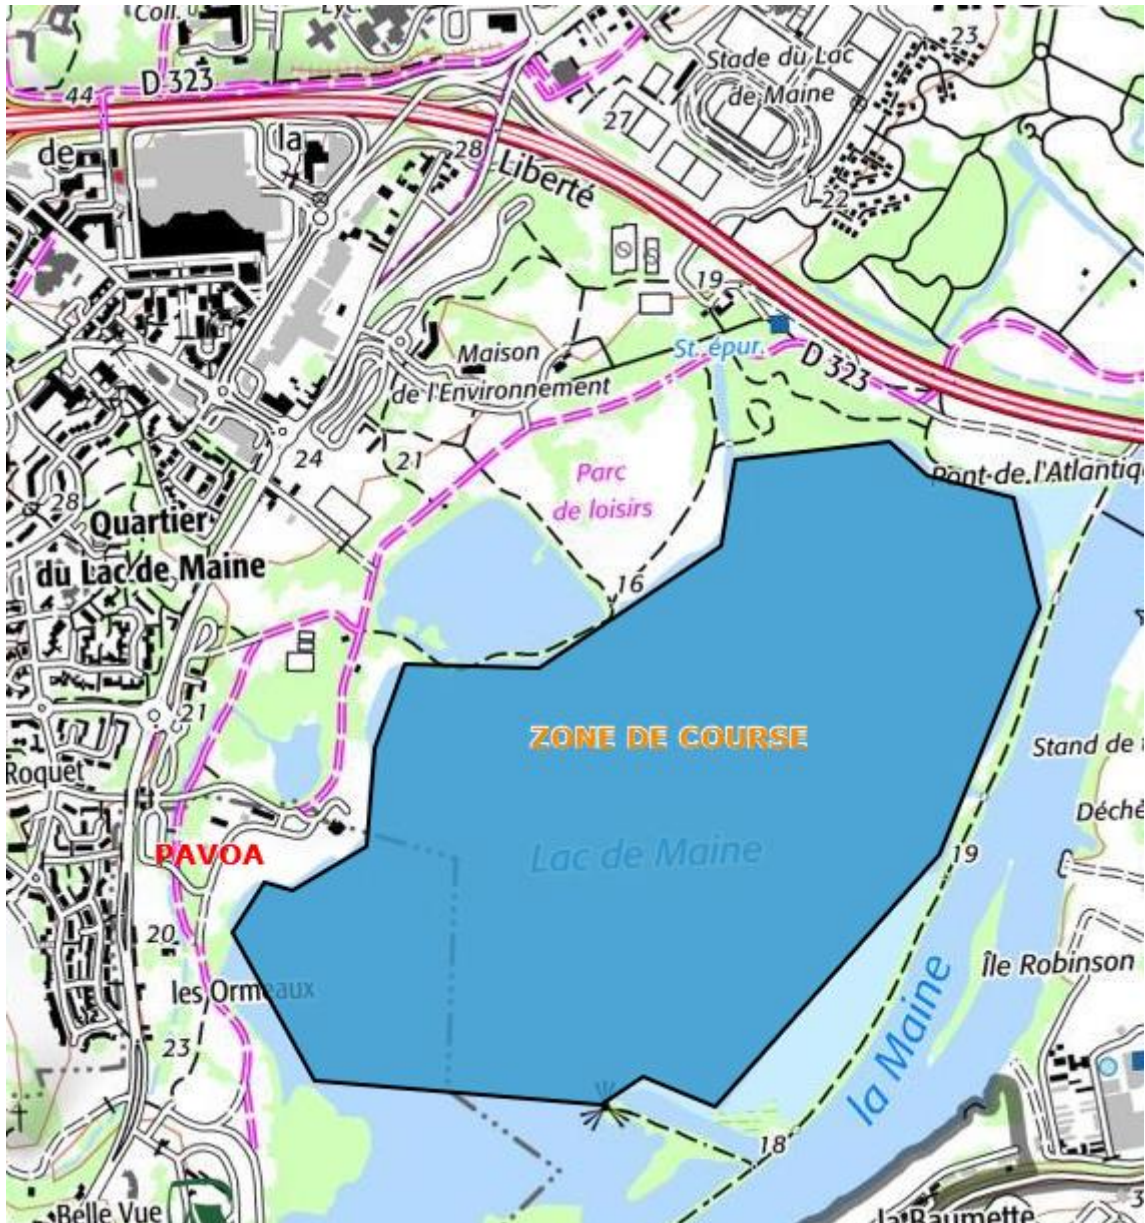 Coll.
Lyc.
23
Stade du Lac
de Maine
44
D 323
27
de
la
28
Liberté
22
19
St. épur.
D 323
Maison
de l'Environnement
21
24
Parc
de loisirs
Pont-de-l'Atlantiq
28
Quartier
du Lac de Maine
16
21
ZONE DE COURSE
Stand de t
Roquet
Déché
PAVOA
Lac de Maine
19
20
Île Robinson
les Ormeaux
la Maine
23
18
Belle Vue
la Baumette
3